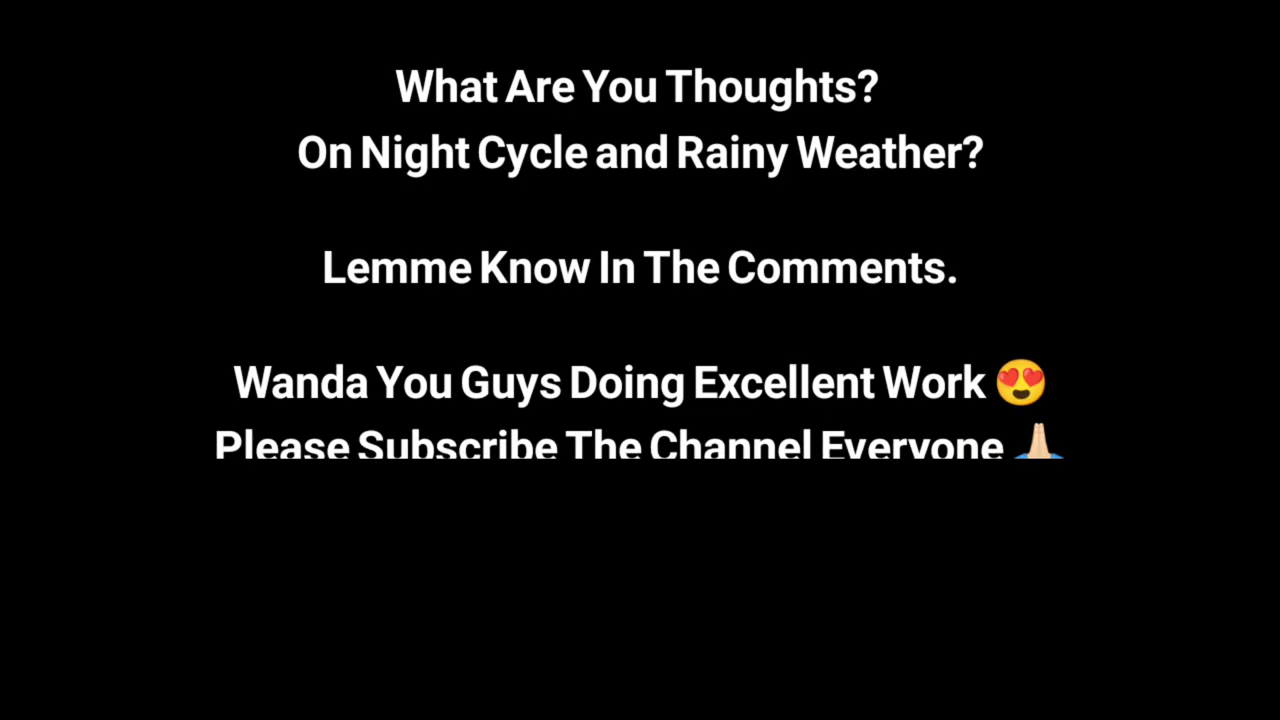 What Are You Thoughts?
On Night Cycle and Rainy Weather?
Lemme Know In The Comments.
Wanda You Guys Doing Excellent Work 😍
Please Subscribe The Channel Everyone 🙏🏻